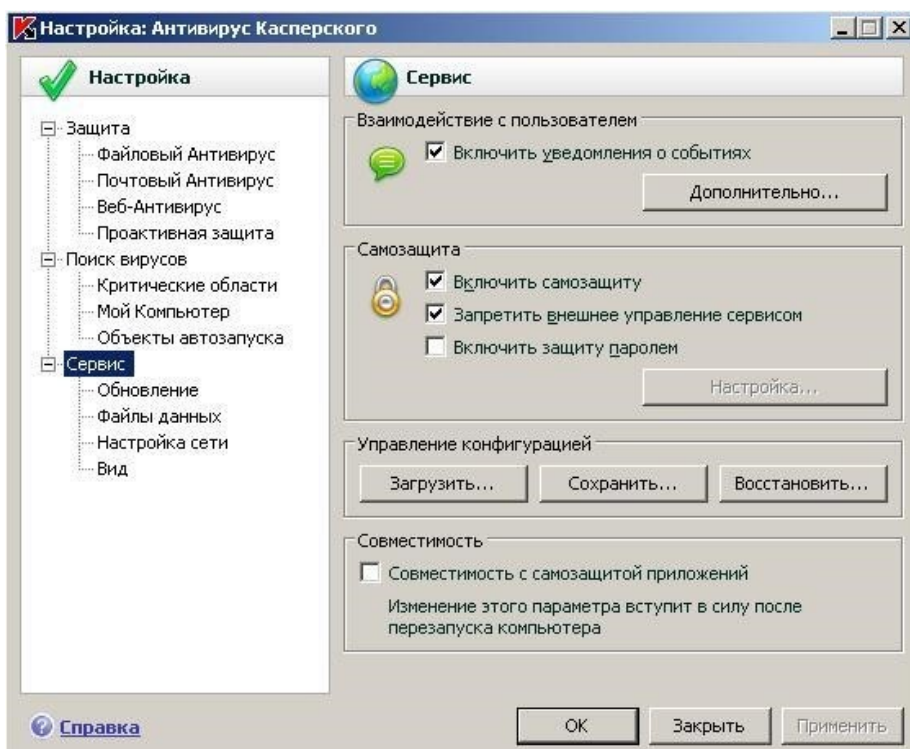 Настройка: Антивирус Касперского
Настройка
Защита
Файловый Антивирус
Почтовый Антивирус
Веб-Антивирус
Проактивная защита
Поиск вирусов
Критические области
Мой Компьютер
Объекты автозапуска
Сервис
Обновление
Файлы данных
Настройка сети
Вид
Сервис
Взаимодействие с пользователем
Включить уведомления о событиях
Дополнительно...
Самозащита
Включить самозащиту
Запретить внешнее управление сервисом
Включить защиту паролем
Настройка...
Управление конфигурацией
Загрузить... Сохранить... Восстановить...
Совместимость
Совместимость с самозащитой приложений
Изменение этого параметра вступит в силу после
перезапуска компьютера
Справка
OK Закрыть Применить